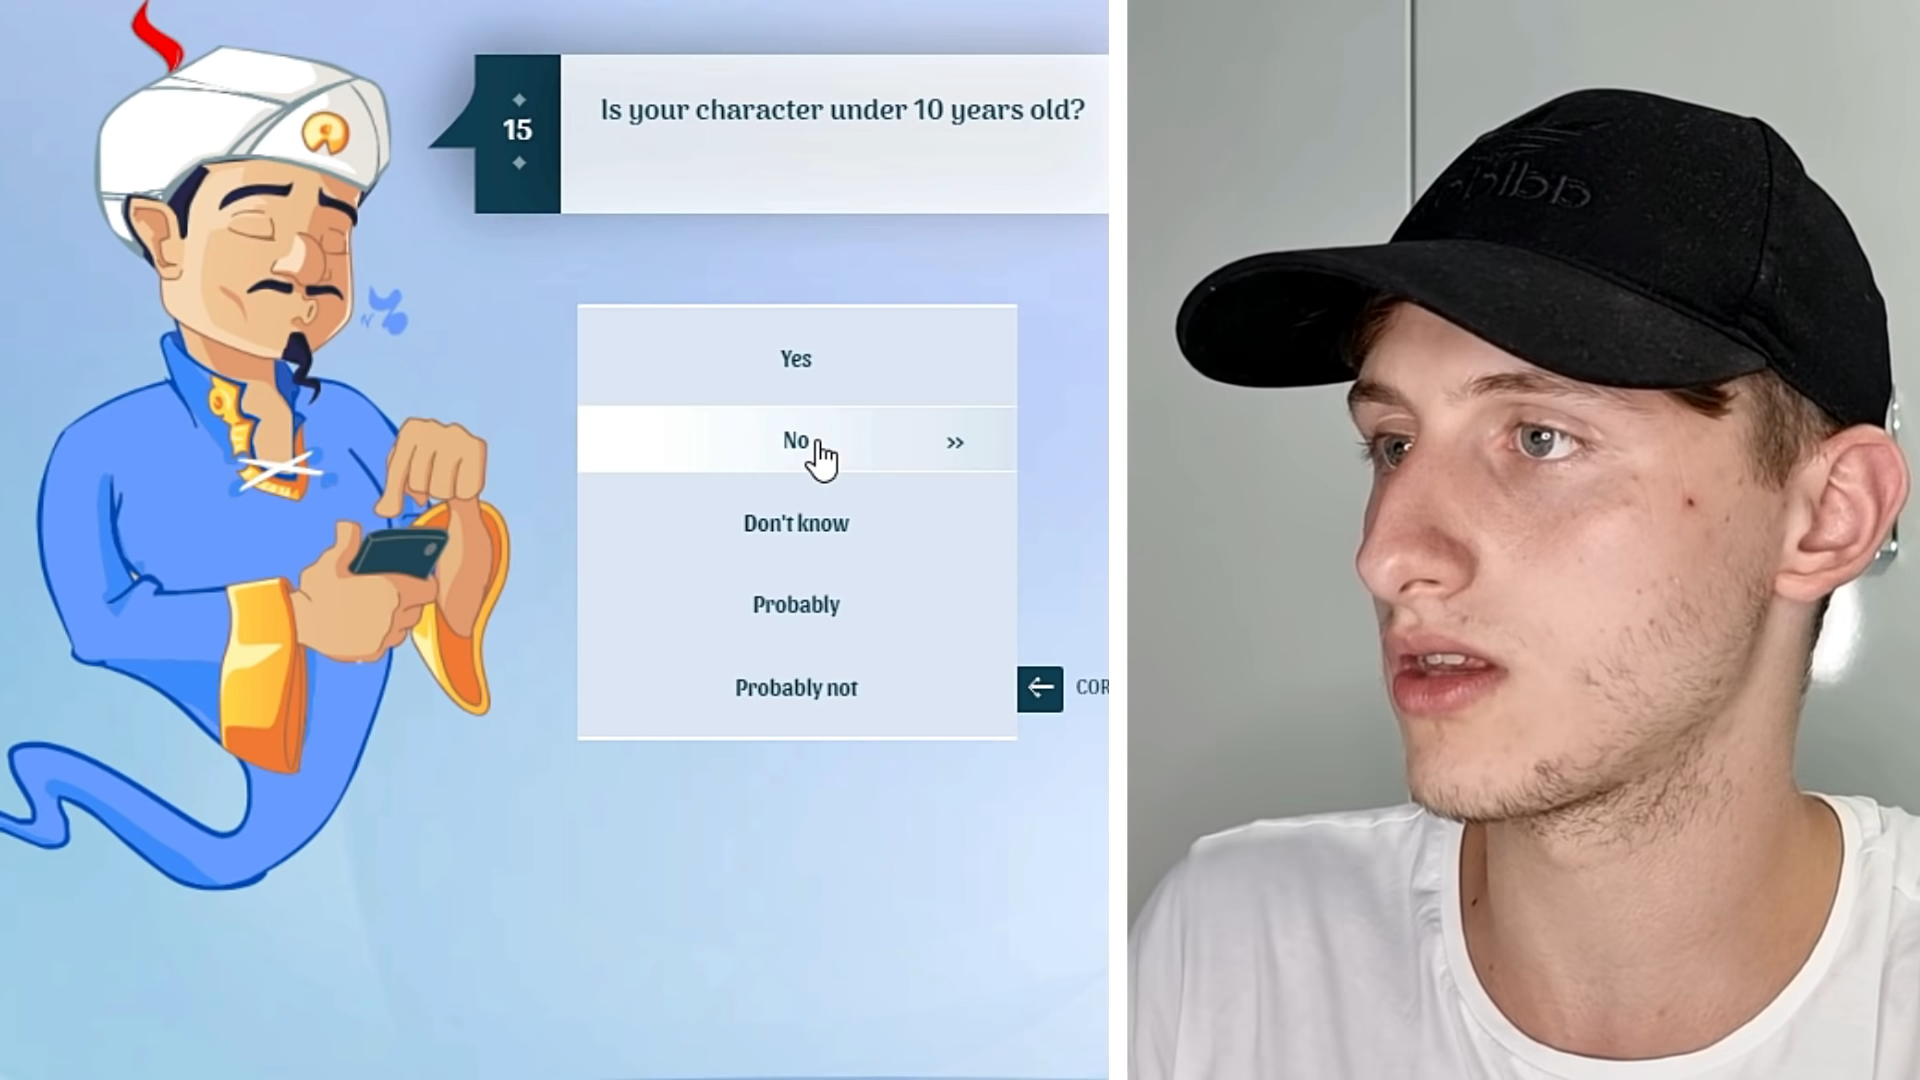 15
Is your character under 10 years old?
Yes
No
Don't know
Probably
Probably not
COR